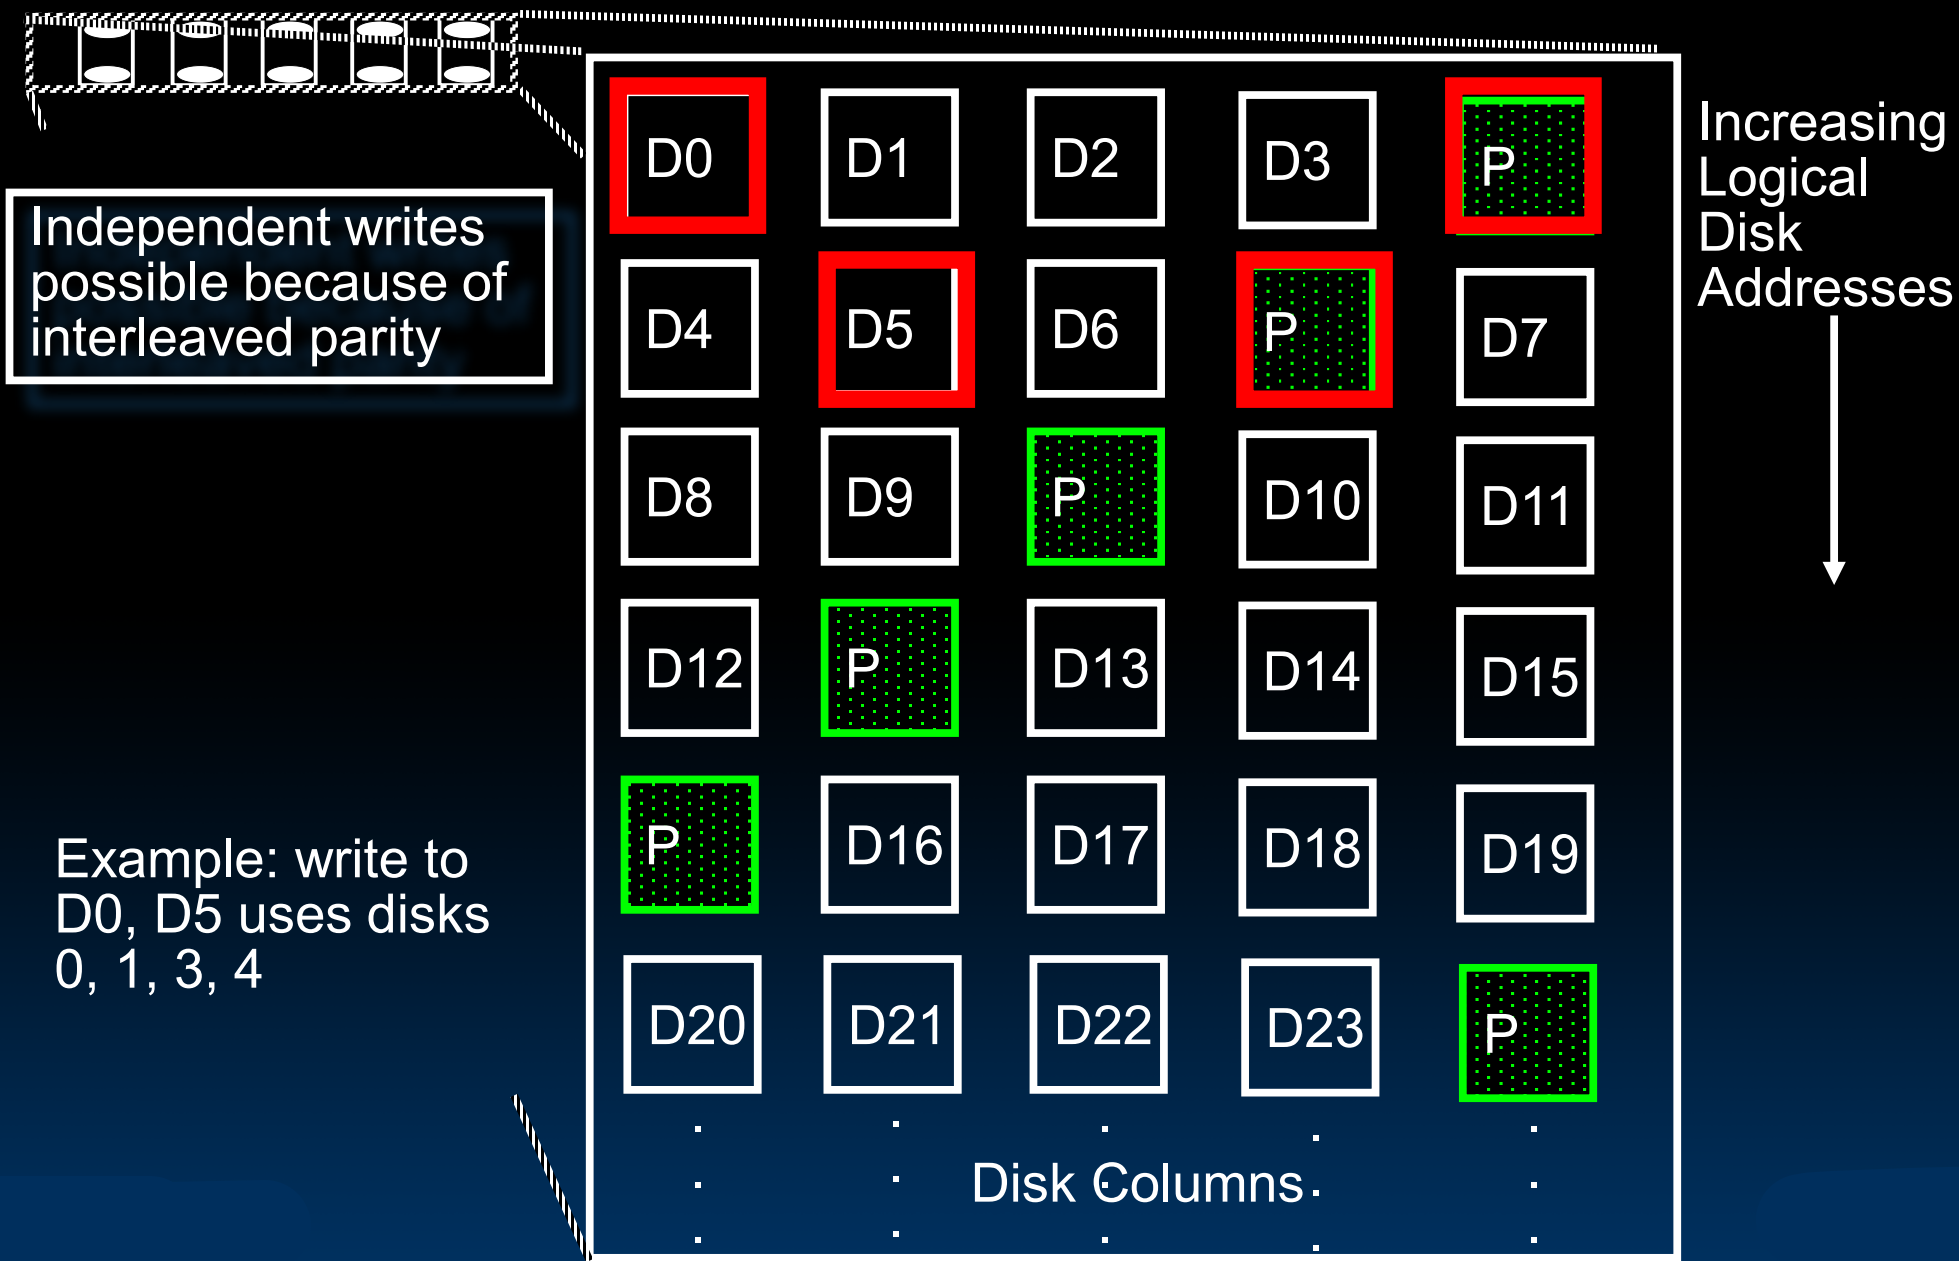 Independent writes
possible because of
interleaved parity
Example: write to
D0, D5 uses disks
0, 1, 3, 4
D0 D1 D2 D3 P
D4 D5 D6 P D7
D8 D9 P D10 D11
D12 P D13 D14 D15
P D16 D17 D18 D19
D20 D21 D22 D23 P
Disk Columns
Increasing
Logical
Disk
Addresses